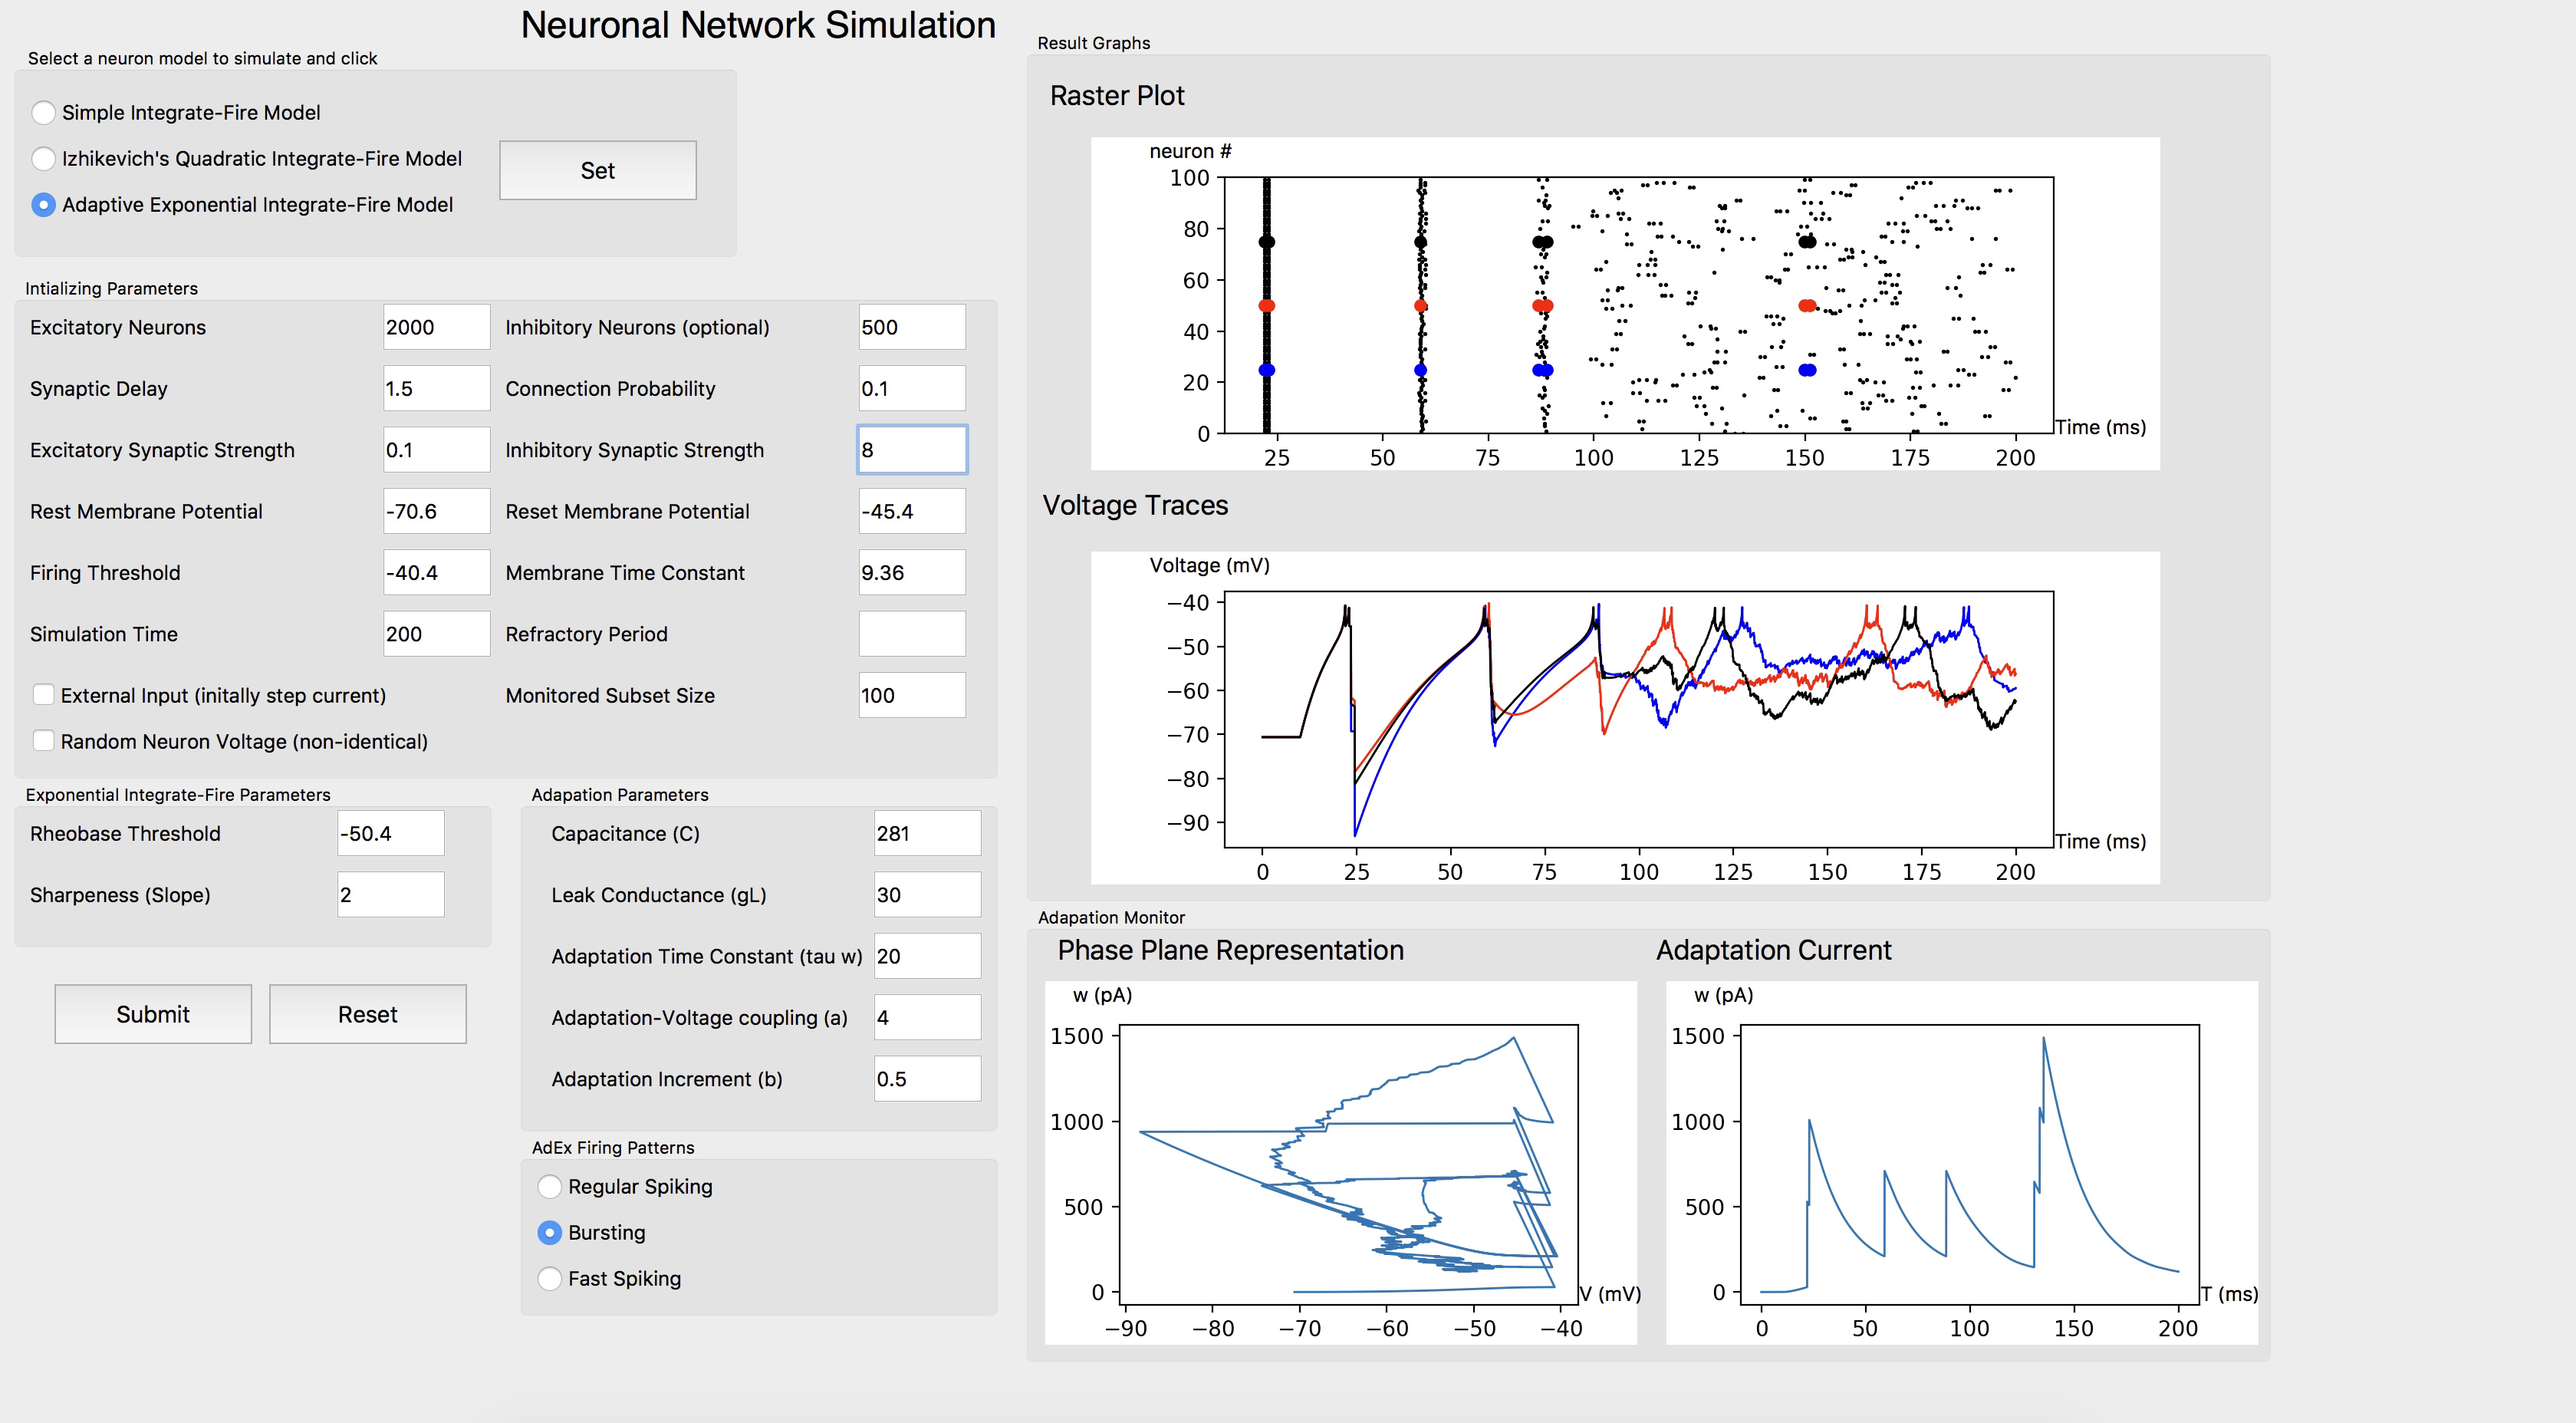 Neuronal Network Simulation
Select a neuron model to simulate and click
Simple Integrate-Fire Model
Izhikevich's Quadratic Integrate-Fire Model
Adaptive Exponential Integrate-Fire Model
Set
Intializing Parameters
Excitatory Neurons 2000 Inhibitory Neurons (optional) 500
Synaptic Delay 1.5 Connection Probability 0.1
Excitatory Synaptic Strength 0.1 Inhibitory Synaptic Strength 8
Rest Membrane Potential -70.6 Reset Membrane Potential -45.4
Firing Threshold -40.4 Membrane Time Constant 9.36
Simulation Time 200 Refractory Period
External Input (initally step current) Monitored Subset Size 100
Random Neuron Voltage (non-identical)
Exponential Integrate-Fire Parameters
Rheobase Threshold -50.4
Sharpeness (Slope) 2
Submit Reset
Adapation Parameters
Capacitance (C) 281
Leak Conductance (gL) 30
Adaptation Time Constant (tau w) 20
Adaptation-Voltage coupling (a) 4
Adaptation Increment (b) 0.5
AdEx Firing Patterns
Regular Spiking
Bursting
Fast Spiking
Result Graphs
Raster Plot
neuron #
100
80
60
40
20
0
Time (ms)
25 50 75 100 125 150 175 200
Voltage Traces
Voltage (mV)
−40
−50
−60
−70
−80
−90
Time (ms)
0 25 50 75 100 125 150 175 200
Adapation Monitor
Phase Plane Representation
w (pA)
1500
1000
500
0
V (mV)
−90 −80 −70 −60 −50 −40
Adaptation Current
w (pA)
1500
1000
500
0
T (ms)
0 50 100 150 200